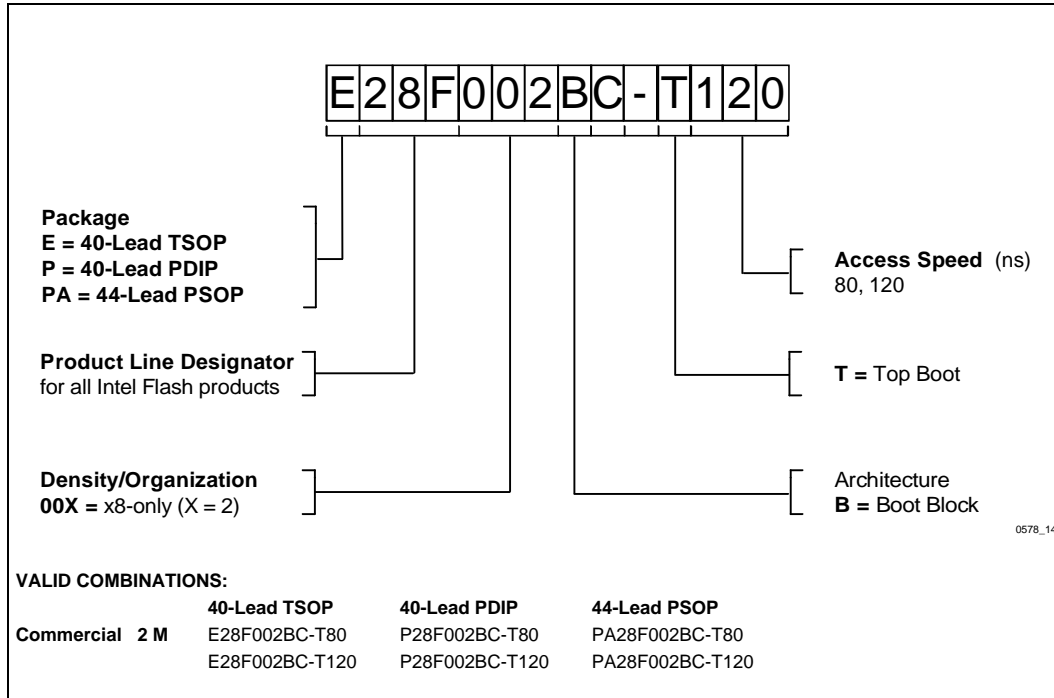 E28F002BC-T120
Package
E = 40-Lead TSOP
P = 40-Lead PDIP
PA = 44-Lead PSOP
Access Speed (ns)
80, 120
Product Line Designator
for all Intel Flash products
T = Top Boot
Density/Organization
00X = x8-only (X = 2)
Architecture
B = Boot Block
0578_14
VALID COMBINATIONS:
40-Lead TSOP 40-Lead PDIP 44-Lead PSOP
Commercial 2 M E28F002BC-T80 P28F002BC-T80 PA28F002BC-T80
E28F002BC-T120 P28F002BC-T120 PA28F002BC-T120